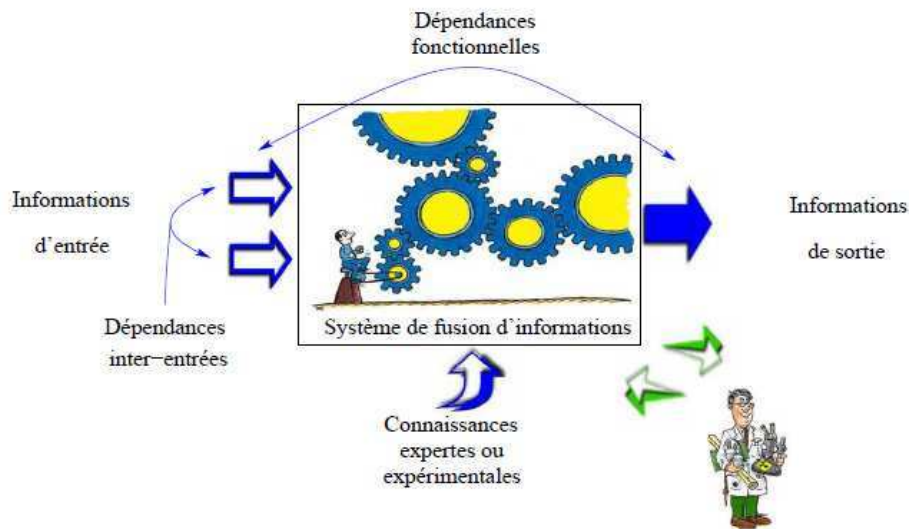 Dépendances
fonctionnelles
Informations
d'entrée
Informations
de sortie
Dépendances
inter-entrées
Système de fusion d'informations
Connaissances
expertes ou
expérimentales